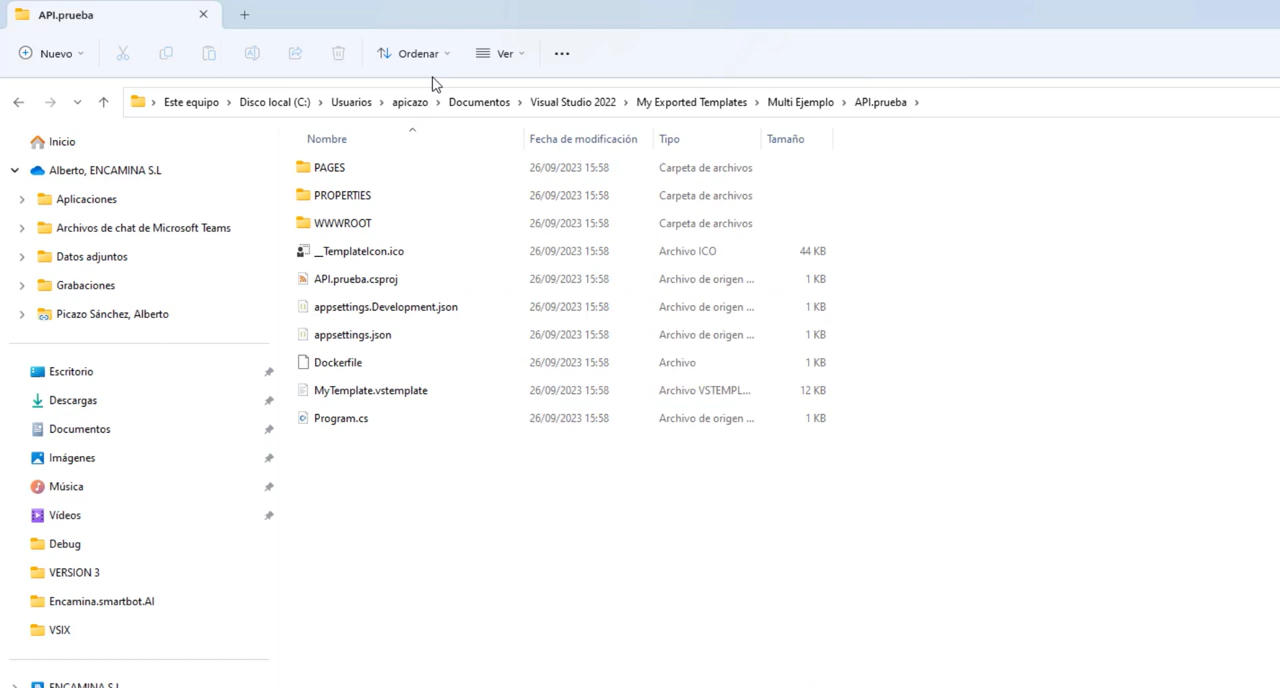 API.prueba
Nuevo
Ordenar
Ver
Este equipo > Disco local (C:) > Usuarios > apicazo > Documentos > Visual Studio 2022 > My Exported Templates > Multi Ejemplo > API.prueba >
Nombre Fecha de modificación Tipo Tamaño
PAGES 26/09/2023 15:58 Carpeta de archivos
PROPERTIES 26/09/2023 15:58 Carpeta de archivos
WWWROOT 26/09/2023 15:58 Carpeta de archivos
__TemplateIcon.ico 26/09/2023 15:58 Archivo ICO 44 KB
API.prueba.csproj 26/09/2023 15:58 Archivo de origen ... 1 KB
appsettings.Development.json 26/09/2023 15:58 Archivo de origen ... 1 KB
appsettings.json 26/09/2023 15:58 Archivo de origen ... 1 KB
Dockerfile 26/09/2023 15:58 Archivo 1 KB
MyTemplate.vstemplate 26/09/2023 15:58 Archivo VSTEMPL... 12 KB
Program.cs 26/09/2023 15:58 Archivo de origen ... 1 KB
Inicio
Alberto, ENCAMINA S.L
Aplicaciones
Archivos de chat de Microsoft Teams
Datos adjuntos
Grabaciones
Picazo Sánchez, Alberto
Escritorio
Descargas
Documentos
Imágenes
Música
Vídeos
Debug
VERSION 3
Encamina.smartbot.AI
VSIX
ENCAMINA S.L